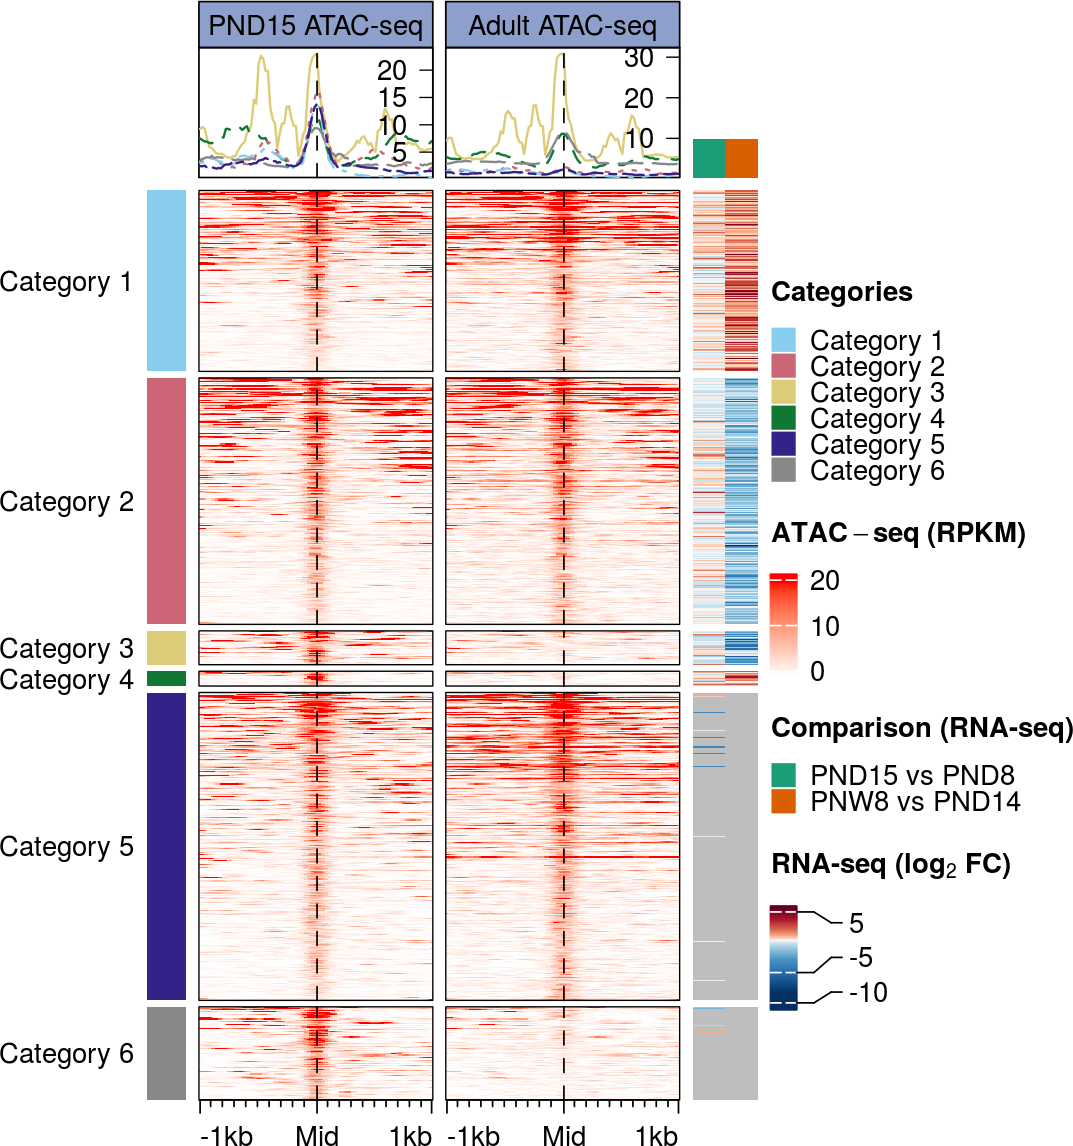 PND15 ATAC-seq
Adult ATAC-seq
20
15
10
5
30
20
10
Category 1
Category 2
Category 3
Category 4
Category 5
Category 6
-1kb Mid 1kb
-1kb Mid 1kb
Categories
Category 1
Category 2
Category 3
Category 4
Category 5
Category 6
ATAC – seq (RPKM)
20
10
0
Comparison (RNA-seq)
PND15 vs PND8
PNW8 vs PND14
RNA-seq (log₂ FC)
5
-5
-10